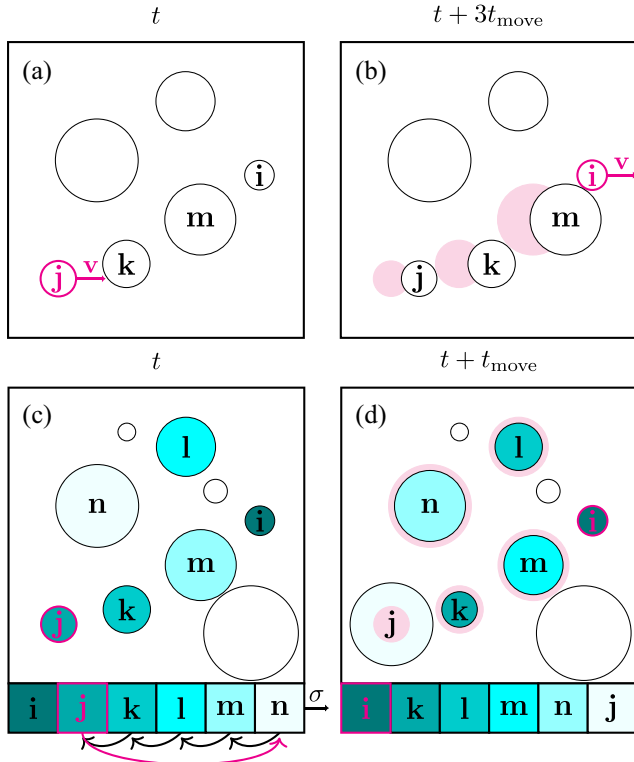 t t + 3t_move
(a) (b)
i v
i
m m
k k
v
j j
t t + t_move
(c) (d)
l l
n n
i i
m m
k k
j j
i j k l m n σ i k l m n j